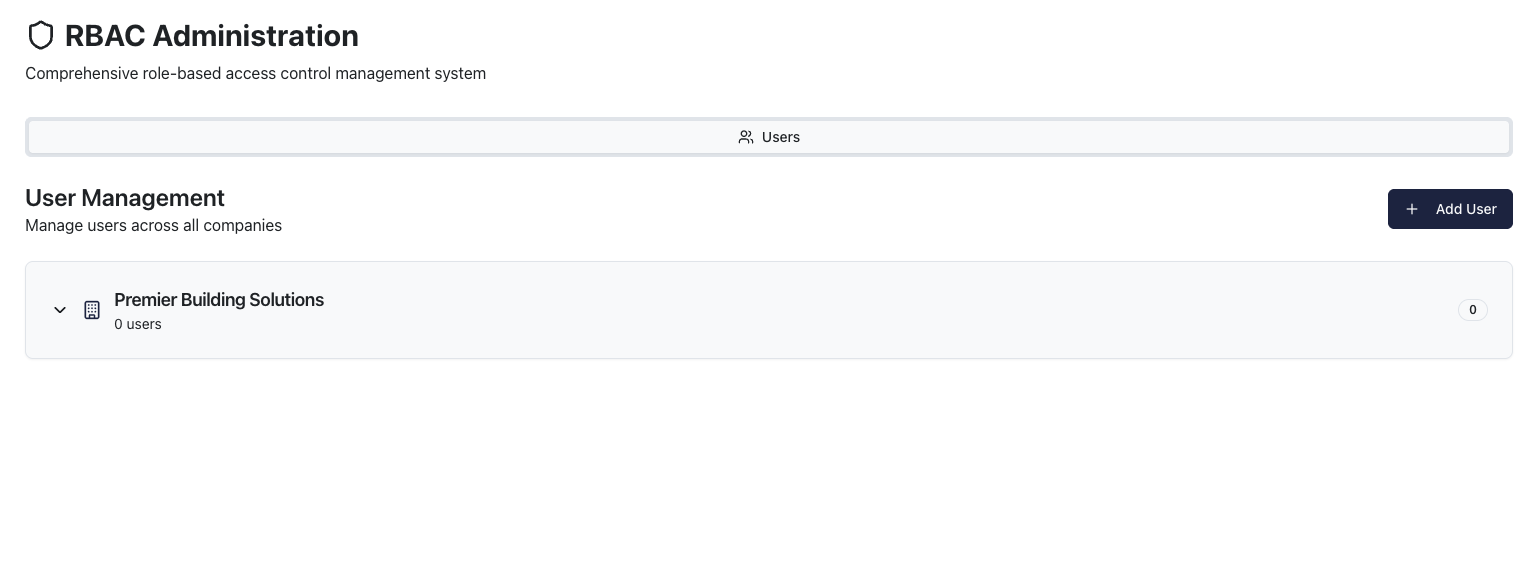 RBAC Administration
Comprehensive role-based access control management system
Users
User Management
Manage users across all companies
Add User
Premier Building Solutions
0 users
0